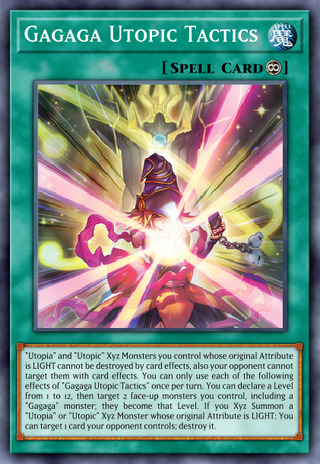 Gagaga Utopic Tactics
[Spell Card]
"Utopia" and "Utopic" Xyz Monsters you control whose original Attribute
is LIGHT cannot be destroyed by card effects, also your opponent cannot
target them with card effects. You can only use each of the following
effects of "Gagaga Utopic Tactics" once per turn. You can declare a Level
from 1 to 12, then target 2 face-up monsters you control, including a
"Gagaga" monster; they become that Level. If you Xyz Summon a
"Utopia" or "Utopic" Xyz Monster whose original Attribute is LIGHT: You
can target 1 card your opponent controls; destroy it.